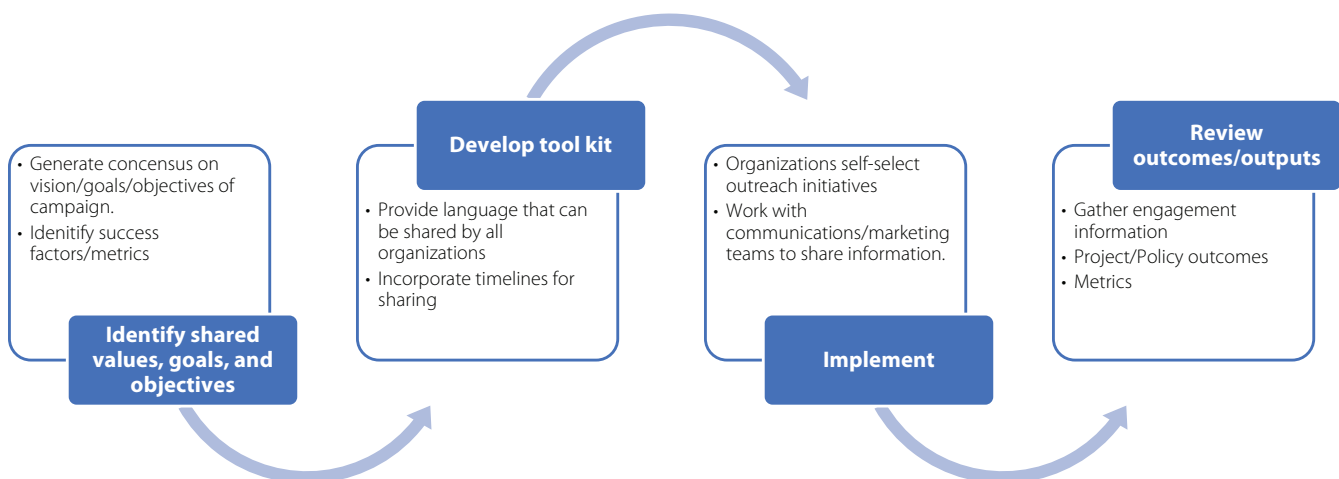 • Generate concensus on
vision/goals/objectives of
campaign.
• Idenitify success
factors/metrics
Identify shared
values, goals, and
objectives
Develop tool kit
• Provide language that can
be shared by all
organizations
• Incorporate timelines for
sharing
• Organizations self-select
outreach initiatives
• Work with
communications/marketing
teams to share information.
Implement
Review
outcomes/outputs
• Gather engagement
information
• Project/Policy outcomes
• Metrics